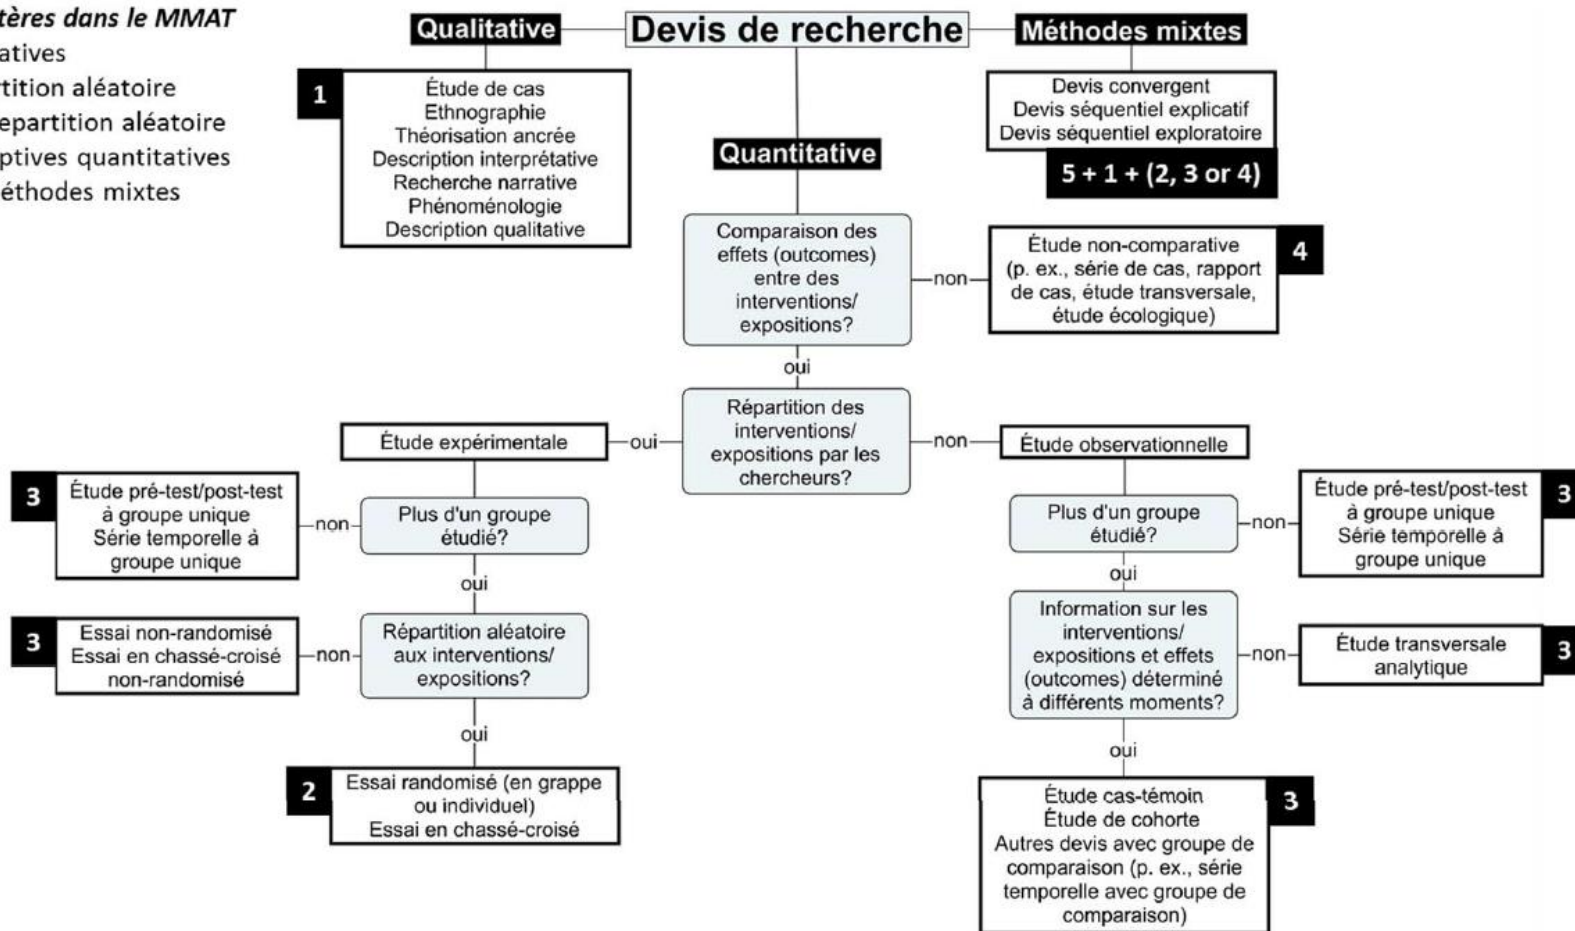 tères dans le MMAT
atives
tition aléatoire
epartition aléatoire
ptives quantitatives
éthodes mixtes
Qualitative
Devis de recherche
Méthodes mixtes
1
Étude de cas
Ethnographie
Théorisation ancrée
Description interprétative
Recherche narrative
Phénoménologie
Description qualitative
Devis convergent
Devis séquentiel explicatif
Devis séquentiel exploratoire
5 + 1 + (2, 3 or 4)
Quantitative
Comparaison des
effets (outcomes)
entre des
interventions/
expositions?
non
Étude non-comparative
(p. ex., série de cas, rapport
de cas, étude transversale,
étude écologique)
4
oui
Répartition des
interventions/
expositions par les
chercheurs?
oui
Étude expérimentale
non
Étude observationnelle
3
Étude pré-test/post-test
à groupe unique
Série temporelle à
groupe unique
non
Plus d'un groupe
étudié?
oui
3
Essai non-randomisé
Essai en chassé-croisé
non-randomisé
non
Répartition aléatoire
aux interventions/
expositions?
oui
2
Essai randomisé (en grappe
ou individuel)
Essai en chassé-croisé
Plus d'un groupe
étudié?
non
Étude pré-test/post-test
à groupe unique
Série temporelle à
groupe unique
3
oui
Information sur les
interventions/
expositions et effets
(outcomes) déterminé
à différents moments?
non
Étude transversale
analytique
3
oui
Étude cas-témoin
Étude de cohorte
Autres devis avec groupe de
comparaison (p. ex., série
temporelle avec groupe de
comparaison)
3